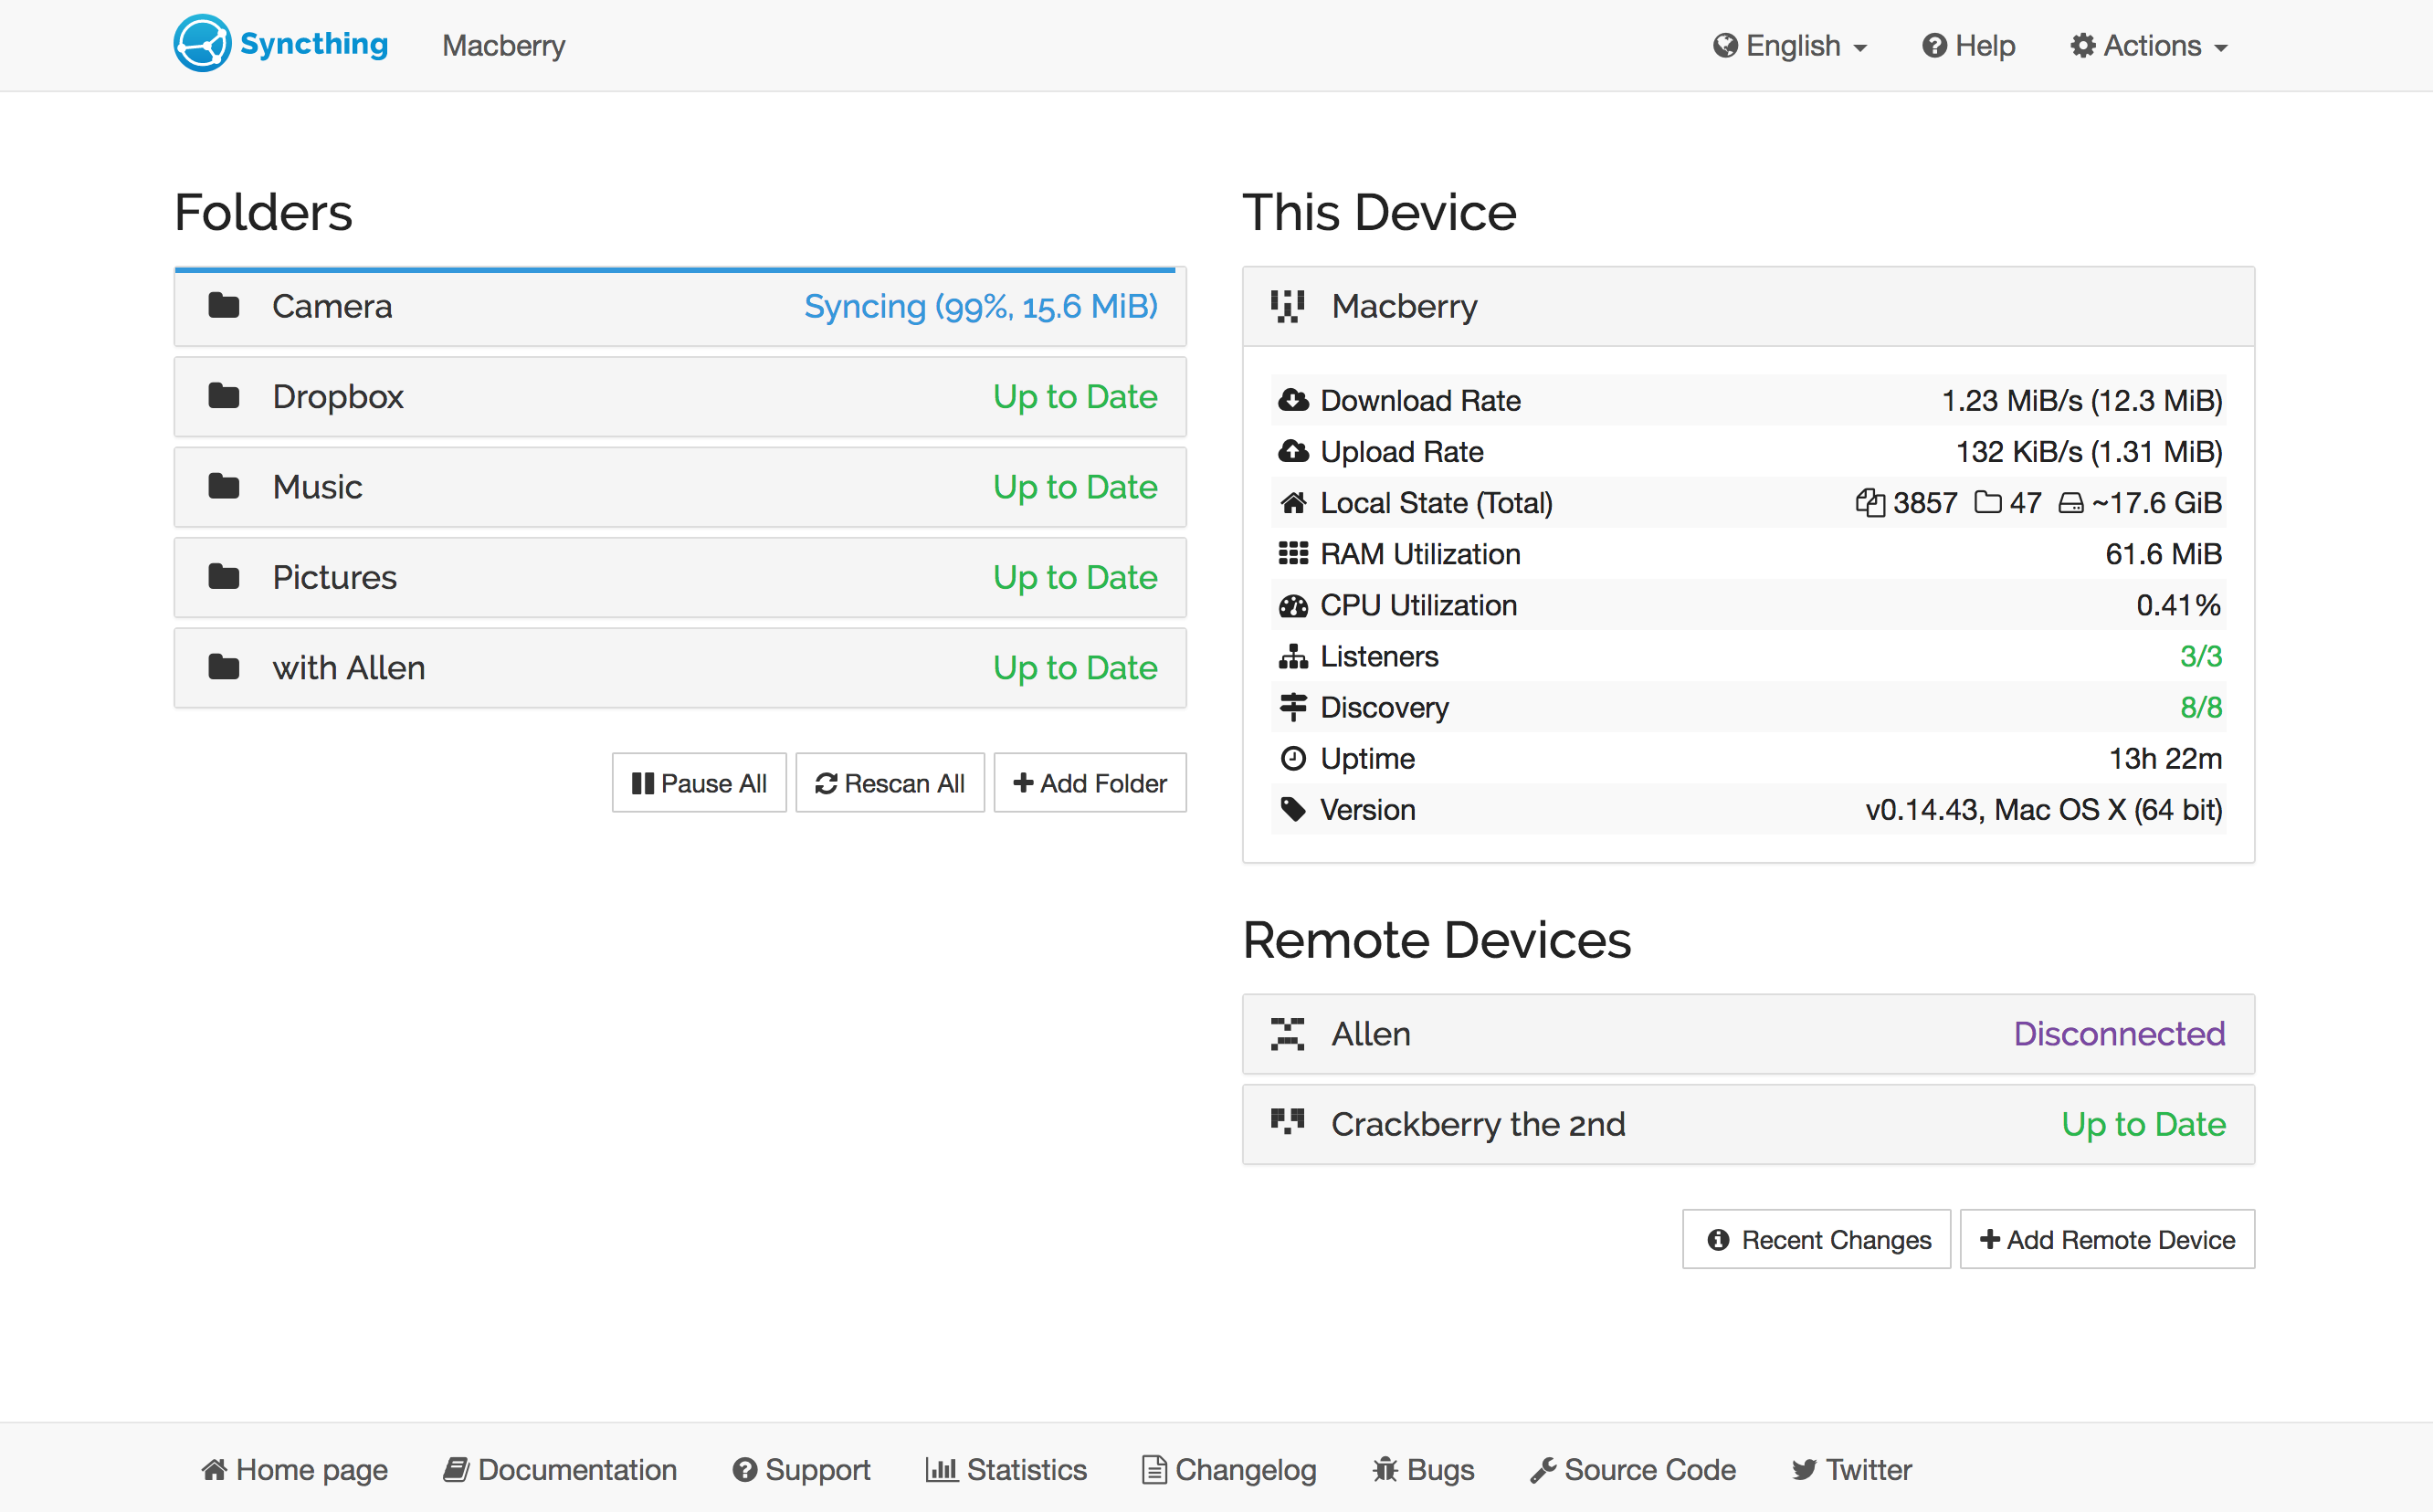 Syncthing Macberry English Help Actions
Folders
Camera Syncing (99%, 15.6 MiB)
Dropbox Up to Date
Music Up to Date
Pictures Up to Date
with Allen Up to Date
Pause All Rescan All Add Folder
This Device
Macberry
Download Rate 1.23 MiB/s (12.3 MiB)
Upload Rate 132 KiB/s (1.31 MiB)
Local State (Total) 3857 47 ~17.6 GiB
RAM Utilization 61.6 MiB
CPU Utilization 0.41%
Listeners 3/3
Discovery 8/8
Uptime 13h 22m
Version v0.14.43, Mac OS X (64 bit)
Remote Devices
Allen Disconnected
Crackberry the 2nd Up to Date
Recent Changes Add Remote Device
Home page Documentation Support Statistics Changelog Bugs Source Code Twitter